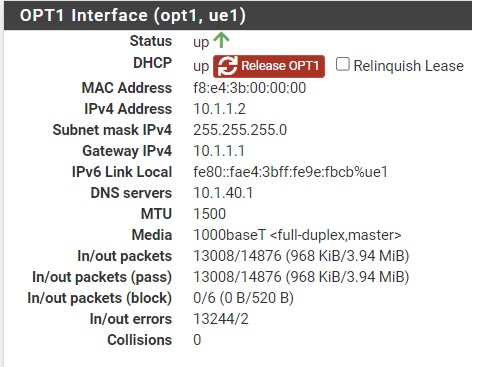 OPT1 Interface (opt1, ue1)
Status up
DHCP up Release OPT1 Relinquish Lease
MAC Address f8:e4:3b:00:00:00
IPv4 Address 10.1.1.2
Subnet mask IPv4 255.255.255.0
Gateway IPv4 10.1.1.1
IPv6 Link Local fe80::fae4:3bff:fe9e:fbcb%ue1
DNS servers 10.1.40.1
MTU 1500
Media 1000baseT <full-duplex,master>
In/out packets 13008/14876 (968 KiB/3.94 MiB)
In/out packets (pass) 13008/14876 (968 KiB/3.94 MiB)
In/out packets (block) 0/6 (0 B/520 B)
In/out errors 13244/2
Collisions 0